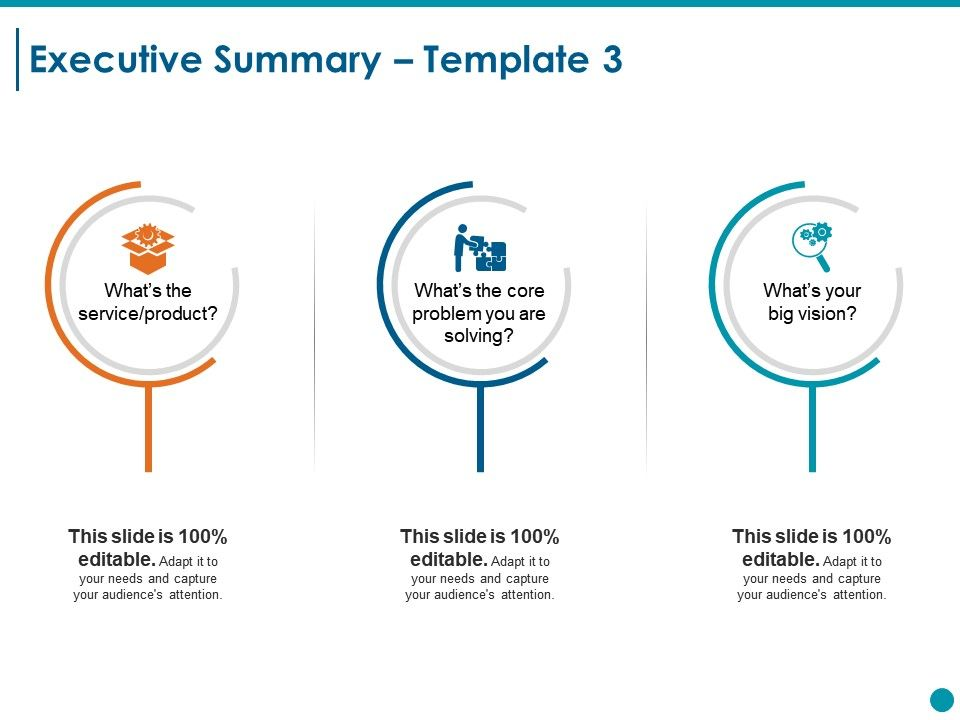 Executive Summary – Template 3
What's the
service/product?
What's the core
problem you are
solving?
What's your
big vision?
This slide is 100%
editable. Adapt it to
your needs and capture
your audience's attention.
This slide is 100%
editable. Adapt it to
your needs and capture
your audience's attention.
This slide is 100%
editable. Adapt it to
your needs and capture
your audience's attention.